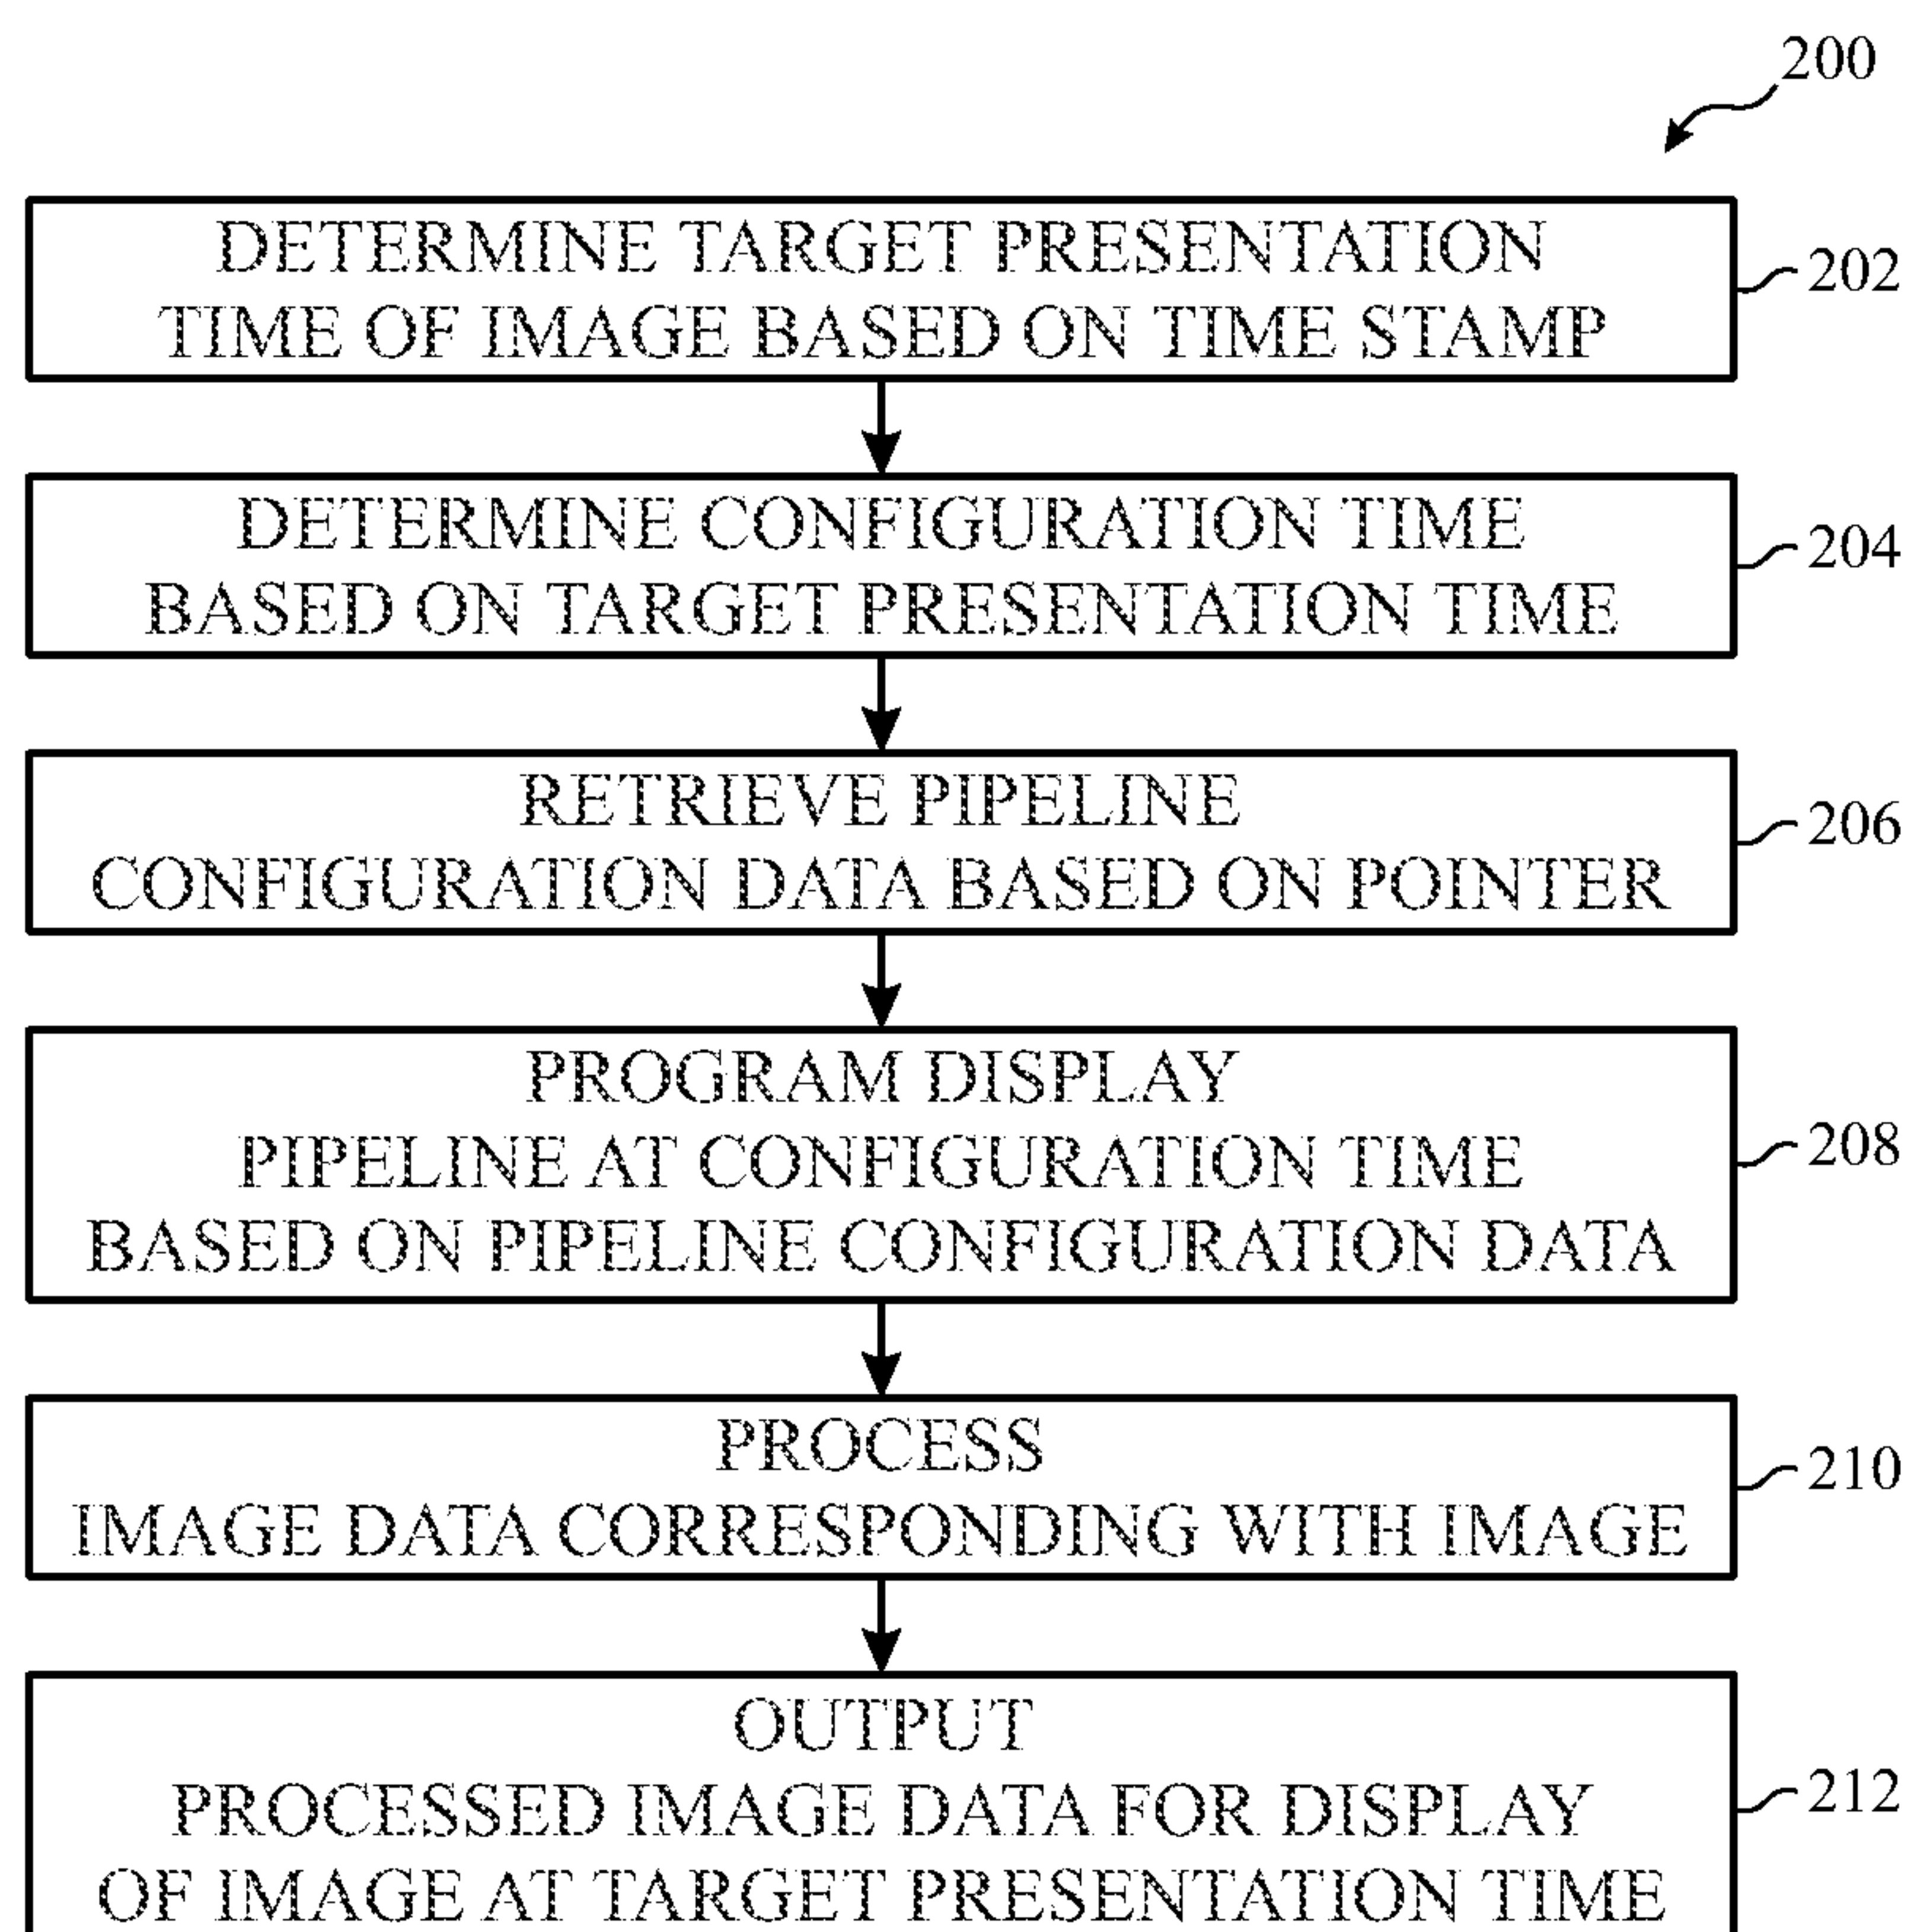 200
DETERMINE TARGET PRESENTATION
TIME OF IMAGE BASED ON TIME STAMP
202
DETERMINE CONFIGURATION TIME
BASED ON TARGET PRESENTATION TIME
204
RETRIEVE PIPELINE
CONFIGURATION DATA BASED ON POINTER
206
PROGRAM DISPLAY
PIPELINE AT CONFIGURATION TIME
BASED ON PIPELINE CONFIGURATION DATA
208
PROCESS
IMAGE DATA CORRESPONDING WITH IMAGE
210
OUTPUT
PROCESSED IMAGE DATA FOR DISPLAY
OF IMAGE AT TARGET PRESENTATION TIME
212